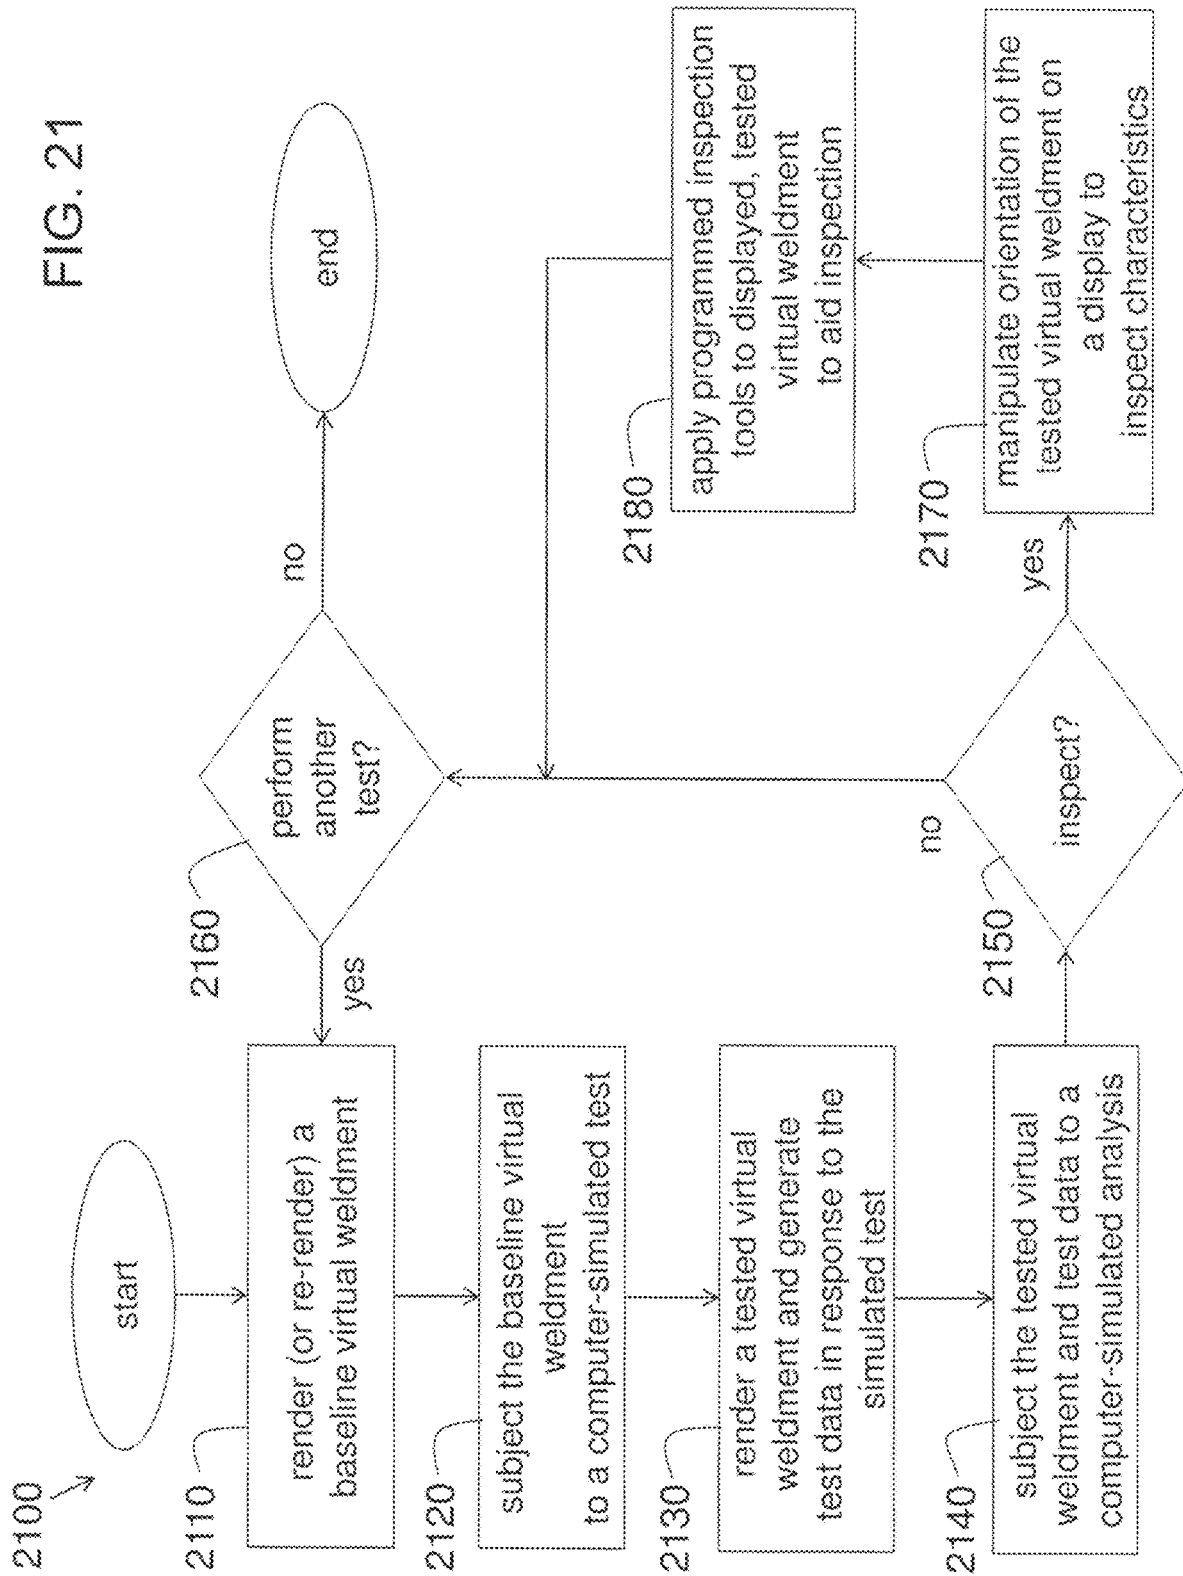 FIG. 21
2100
start
2110
render (or re-render) a
baseline virtual weldment
2120
subject the baseline virtual
weldment
to a computer-simulated test
2130
render a tested virtual
weldment and generate
test data in response to the
simulated test
2140
subject the tested virtual
weldment and test data to a
computer-simulated analysis
2150
inspect?
no
yes
2160
perform
another
test?
yes
no
end
2170
manipulate orientation of the
tested virtual weldment on
a display to
inspect characteristics
2180
apply programmed inspection
tools to displayed, tested
virtual weldment
to aid inspection